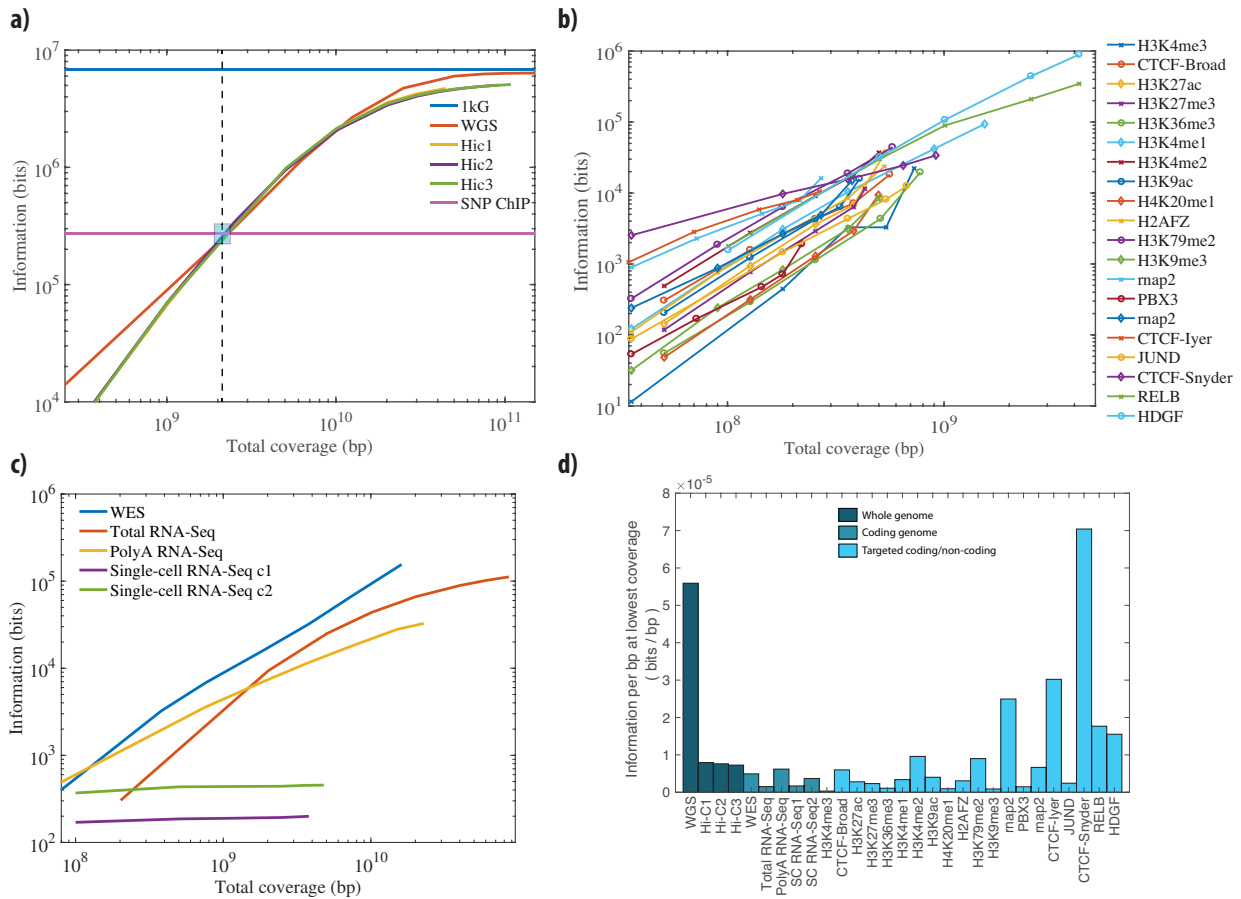 a)
10^7
10^6
10^5
10^4
Information (bits)
10^9
10^10
10^11
Total coverage (bp)
1kG
WGS
Hic1
Hic2
Hic3
SNP ChIP
b)
10^6
10^5
10^4
10^3
10^2
10^1
Information (bits)
10^8
10^9
Total coverage (bp)
H3K4me3
CTCF-Broad
H3K27ac
H3K27me3
H3K36me3
H3K4me1
H3K4me2
H3K9ac
H4K20me1
H2AFZ
H3K79me2
H3K9me3
rnap2
PBX3
rnap2
CTCF-Iyer
JUND
CTCF-Snyder
RELB
HDGF
c)
10^6
10^5
10^4
10^3
10^2
Information (bits)
10^8
10^9
10^10
Total coverage (bp)
WES
Total RNA-Seq
PolyA RNA-Seq
Single-cell RNA-Seq c1
Single-cell RNA-Seq c2
d)
×10^-5
8
7
6
5
4
3
2
1
0
Information per bp at lowest coverage
( bits / bp )
Whole genome
Coding genome
Targeted coding/non-coding
WGS
Hi-C1
Hi-C2
Hi-C3
WES
Total RNA-Seq
PolyA RNA-Seq
SC RNA-Seq1
SC RNA-Seq2
H3K4me3
CTCF-Broad
H3K27ac
H3K27me3
H3K36me3
H3K4me1
H3K4me2
H3K9ac
H4K20me1
H2AFZ
H3K79me2
H3K9me3
rnap2
PBX3
rnap2
CTCF-Iyer
JUND
CTCF-Snyder
RELB
HDGF